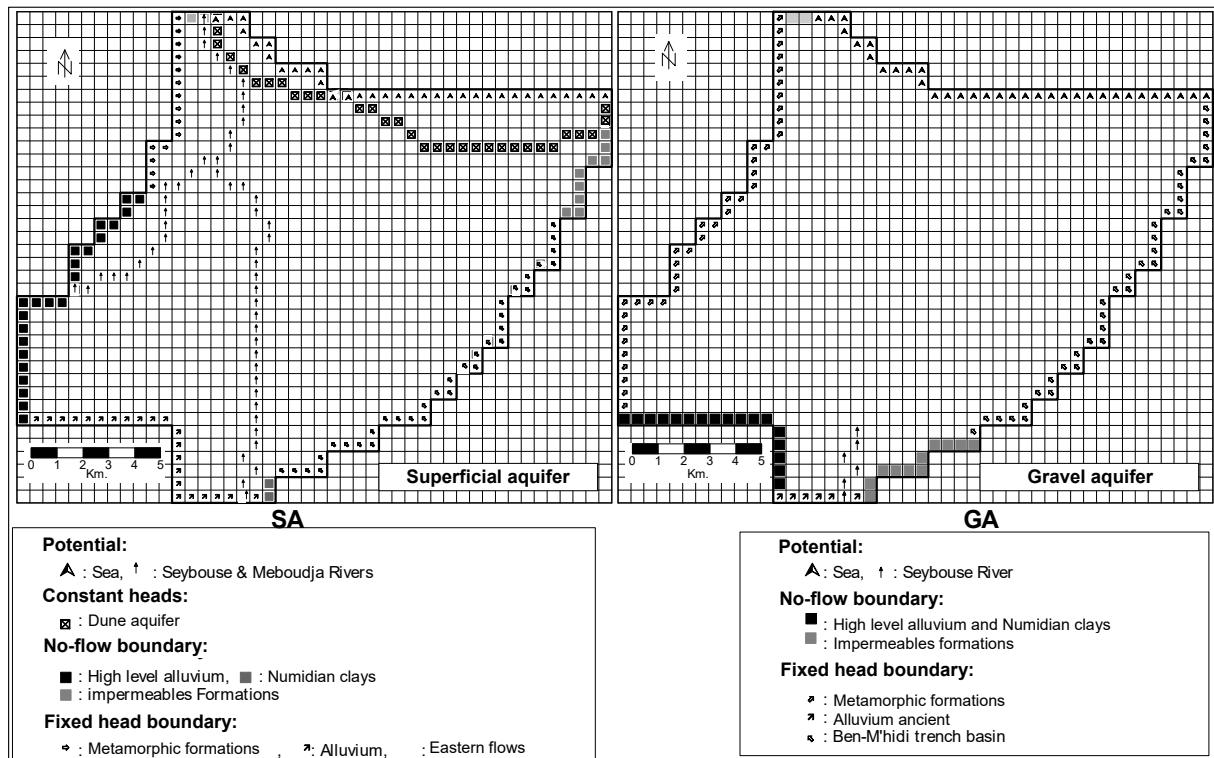 N
N
0 1 2 3 4 5
Km.
Superficial aquifer
0 1 2 3 4 5
Km.
Gravel aquifer
SA
GA
Potential:
: Sea, : Seybouse & Meboudja Rivers
Constant heads:
: Dune aquifer
No-flow boundary:
: High level alluvium, : Numidian clays
: impermeables Formations
Fixed head boundary:
: Metamorphic formations , : Alluvium, : Eastern flows
Potential:
: Sea, : Seybouse River
No-flow boundary:
: High level alluvium and Numidian clays
: Impermeables formations
Fixed head boundary:
: Metamorphic formations
: Alluvium ancient
: Ben-M'hidi trench basin